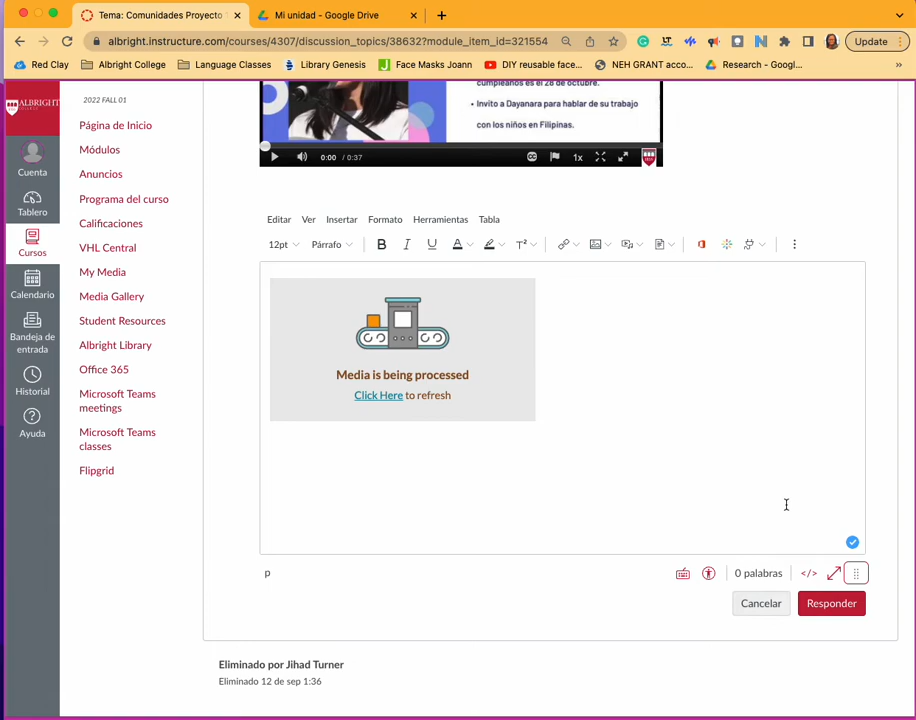 Tema: Comunidades Proyecto
Mi unidad - Google Drive
albright.instructure.com/courses/4307/discussion_topics/38632?module_item_id=321554
Update
Red Clay
Albright College
Language Classes
Library Genesis
Face Masks Joann
DIY reusable face...
NEH GRANT acco...
Research - Googl...
ALBRIGHT
2022 FALL 01
Cuenta
Tablero
Cursos
Calendario
Bandeja de
entrada
Historial
Ayuda
Página de Inicio
Módulos
Anuncios
Programa del curso
Calificaciones
VHL Central
My Media
Media Gallery
Student Resources
Albright Library
Office 365
Microsoft Teams
meetings
Microsoft Teams
classes
Flipgrid
cumpleaños es el 28 de octubre.
• Invito a Dayanara para hablar de su trabajo
con los niños en Filipinas.
0:00 / 0:37
1x
Editar Ver Insertar Formato Herramientas Tabla
12pt Párrafo B I U A T²
Media is being processed
Click Here to refresh
p
0 palabras
</>
Cancelar
Responder
Eliminado por Jihad Turner
Eliminado 12 de sep 1:36